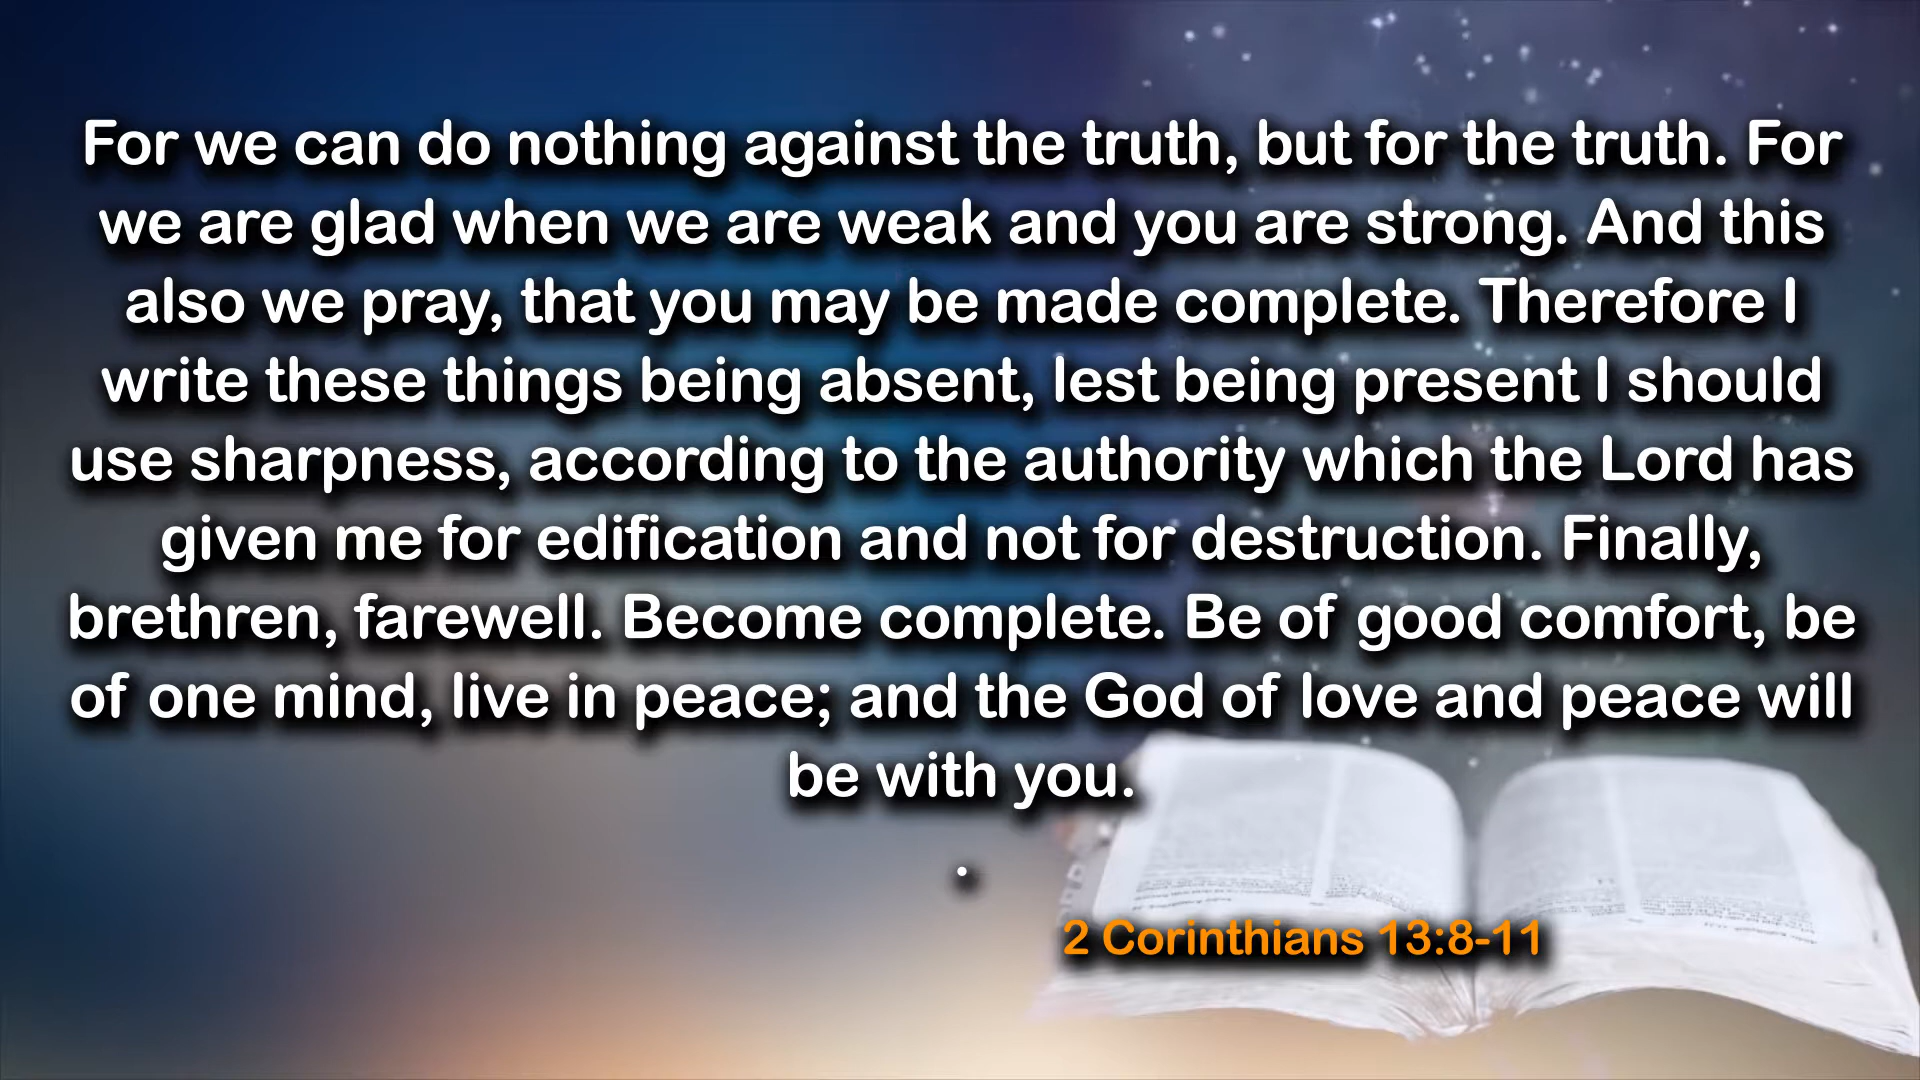 For we can do nothing against the truth, but for the truth. For
we are glad when we are weak and you are strong. And this
also we pray, that you may be made complete. Therefore I
write these things being absent, lest being present I should
use sharpness, according to the authority which the Lord has
given me for edification and not for destruction. Finally,
brethren, farewell. Become complete. Be of good comfort, be
of one mind, live in peace; and the God of love and peace will
be with you.
.
2 Corinthians 13:8-11